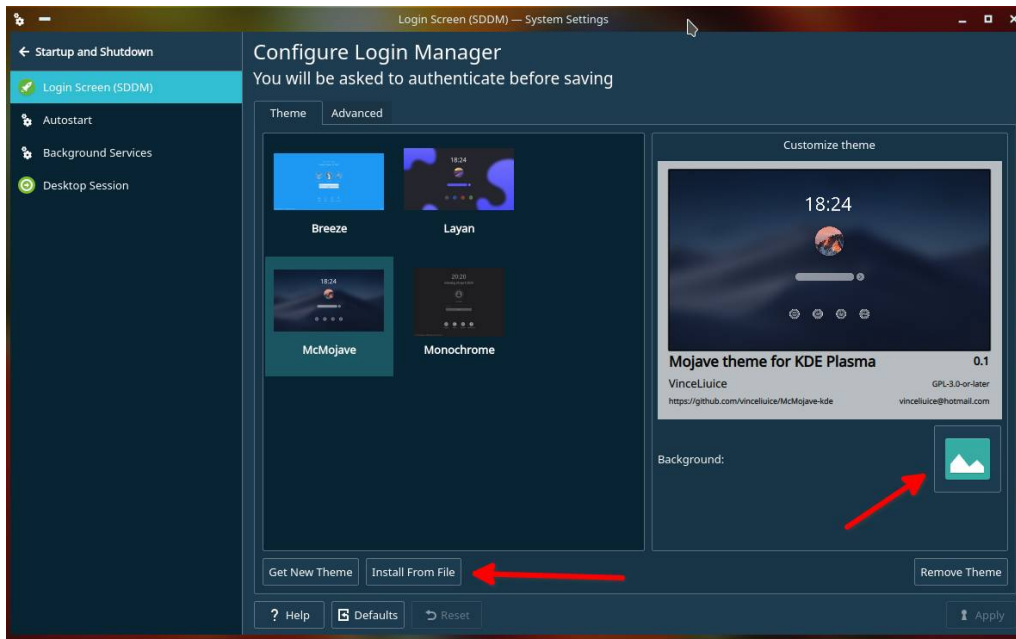 Login Screen (SDDM) — System Settings
Startup and Shutdown
Login Screen (SDDM)
Autostart
Background Services
Desktop Session
Configure Login Manager
You will be asked to authenticate before saving
Theme Advanced
18:24
Breeze Layan
18:24
20:20
McMojave Monochrome
Customize theme
18:24
Mojave theme for KDE Plasma 0.1
VinceLiuice GPL-3.0-or-later
https://github.com/vinceliuice/McMojave-kde vinceliuice@hotmail.com
Background:
Get New Theme Install From File Remove Theme
? Help Defaults Reset Apply